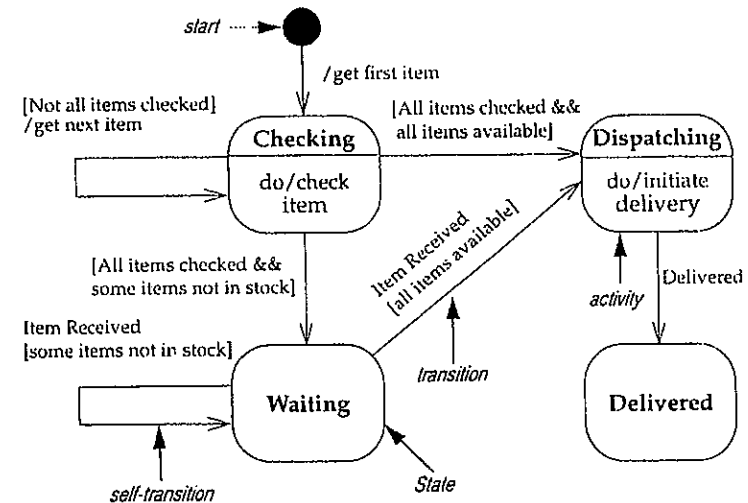 start
/get first item
[Not all items checked]
/get next item
[All items checked &&
all items available]
Checking
do/check
item
Dispatching
do/initiate
delivery
[All items checked &&
some items not in stock]
Item Received
[all items available]
activity
Delivered
Item Received
[some items not in stock]
transition
Waiting
Delivered
self-transition
State